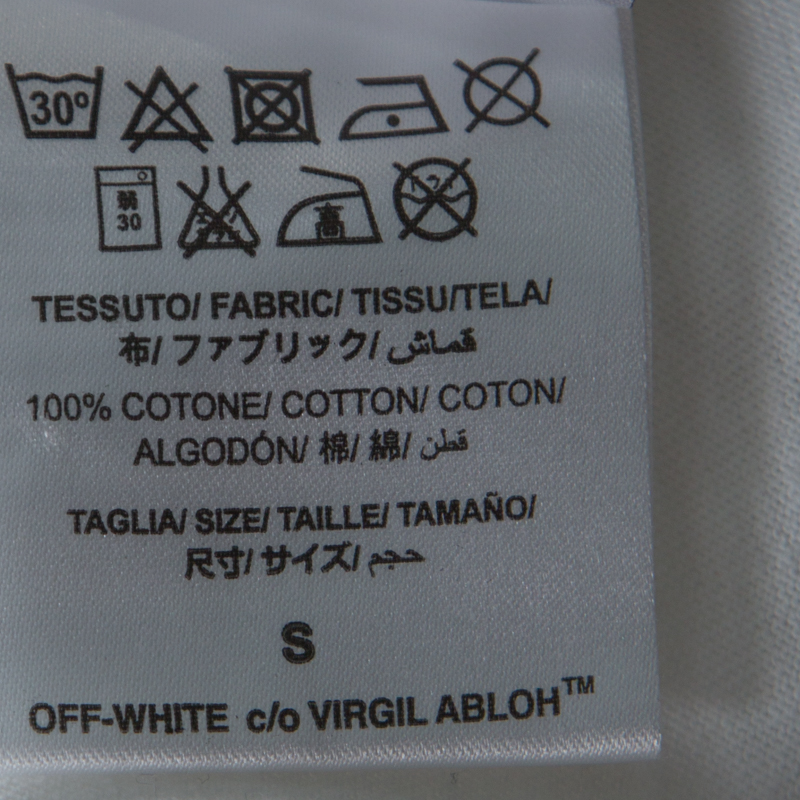 30°
弱
30
高
TESSUTO/ FABRIC/ TISSU/TELA/
布/ ファブリック/ قماش
100% COTONE/ COTTON/ COTON/
ALGODÓN/ 棉/ 綿/ قطن
TAGLIA/ SIZE/ TAILLE/ TAMAÑO/
尺寸/ サイズ/ حجم
S
OFF-WHITE c/o VIRGIL ABLOH™